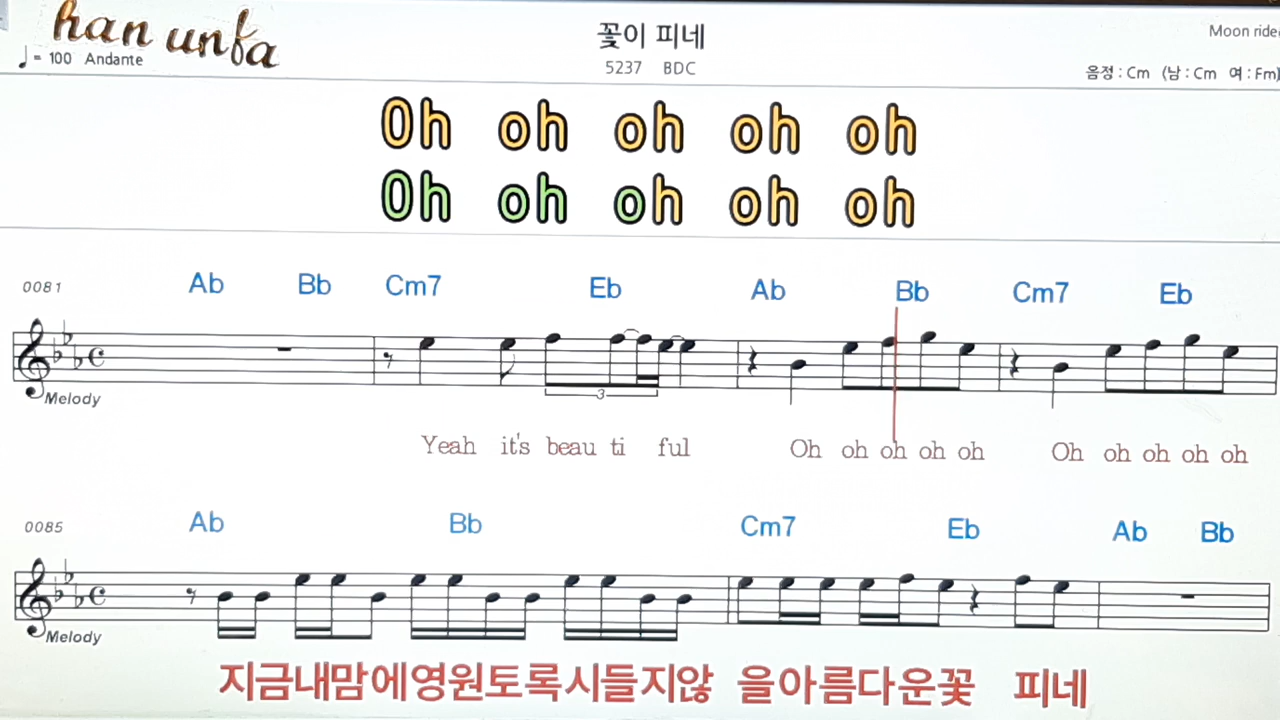 han unfa
꽃이 피네
Moon ride
♩ = 100 Andante
5237 BDC
음정 : Cm (남 : Cm 여 : Fm)
Oh oh oh oh oh
Oh oh oh oh oh
0081 Ab Bb Cm7 Eb Ab Bb Cm7 Eb
3
Melody
Yeah it's beau ti ful Oh oh oh oh oh Oh oh oh oh oh
0085 Ab Bb Cm7 Eb Ab Bb
Melody
지금내맘에영원토록시들지않 을아름다운꽃 피네